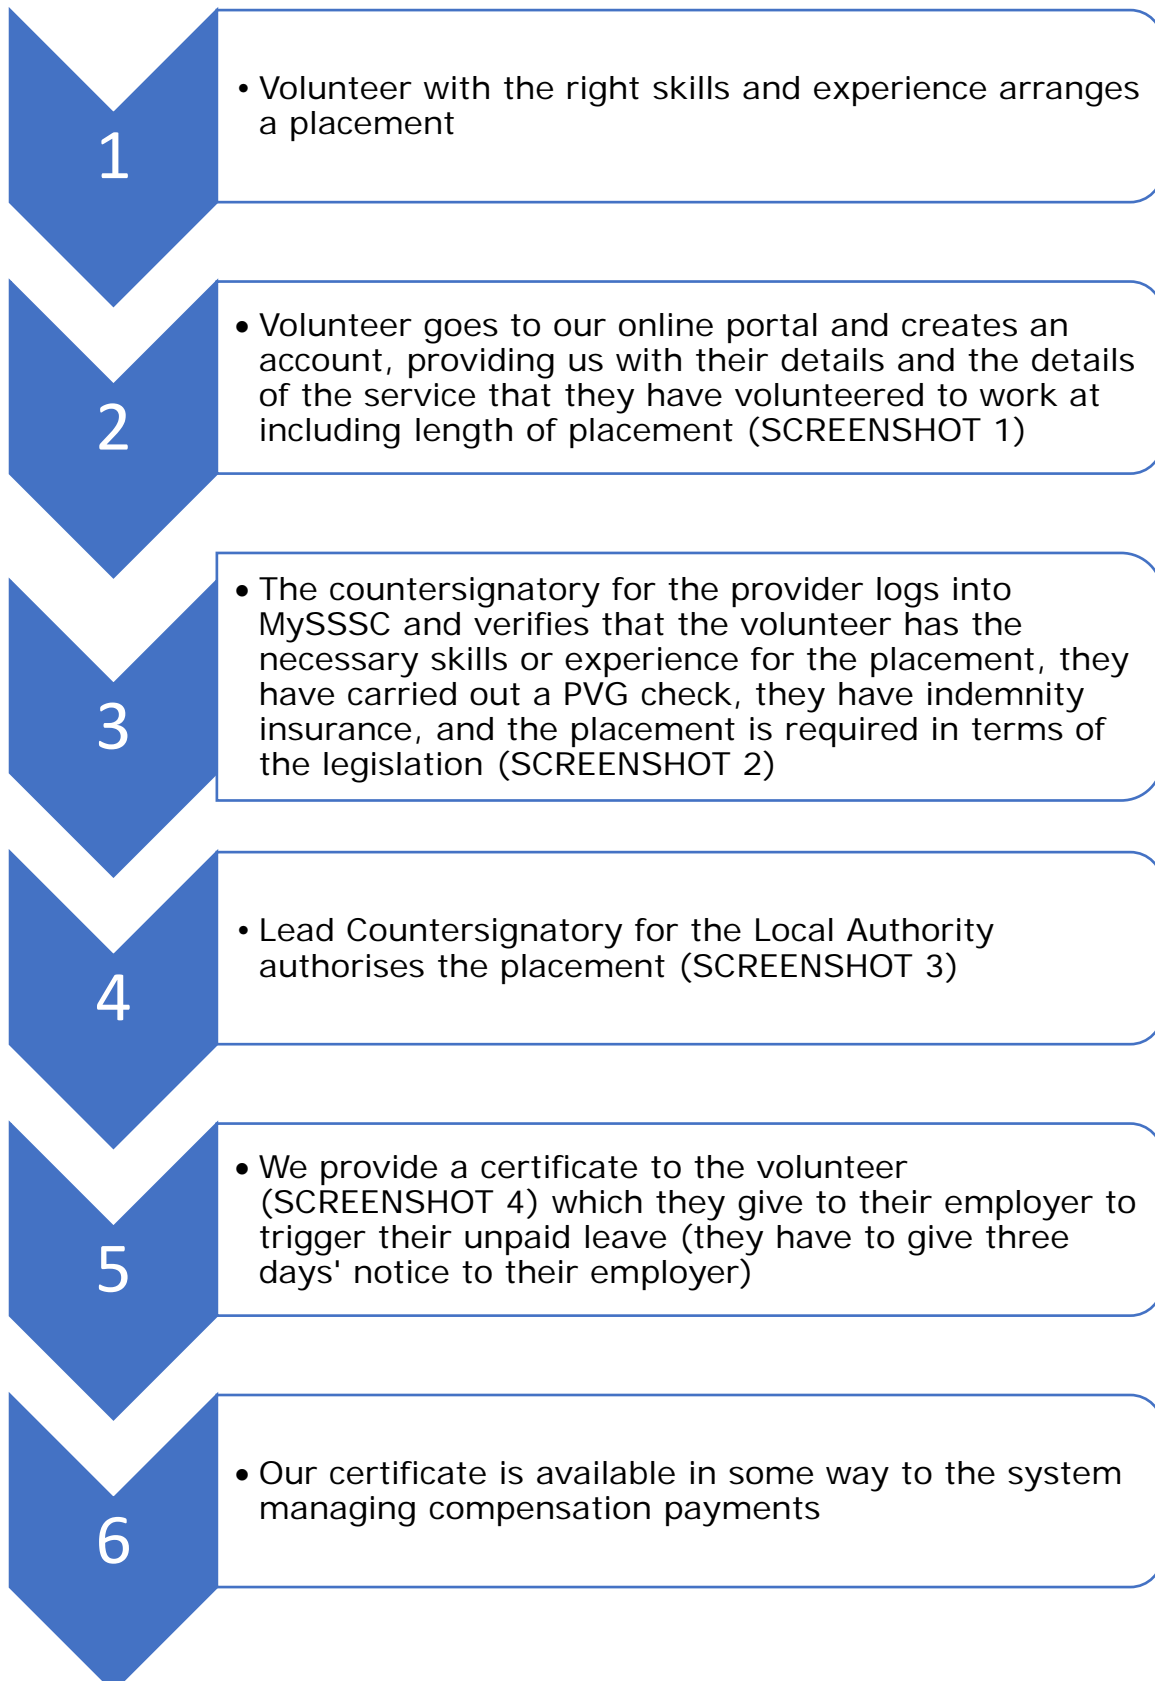 1
• Volunteer with the right skills and experience arranges
a placement
2
• Volunteer goes to our online portal and creates an
account, providing us with their details and the details
of the service that they have volunteered to work at
including length of placement (SCREENSHOT 1)
3
• The countersignatory for the provider logs into
MySSSC and verifies that the volunteer has the
necessary skills or experience for the placement, they
have carried out a PVG check, they have indemnity
insurance, and the placement is required in terms of
the legislation (SCREENSHOT 2)
4
• Lead Countersignatory for the Local Authority
authorises the placement (SCREENSHOT 3)
5
• We provide a certificate to the volunteer
(SCREENSHOT 4) which they give to their employer to
trigger their unpaid leave (they have to give three
days' notice to their employer)
6
• Our certificate is available in some way to the system
managing compensation payments